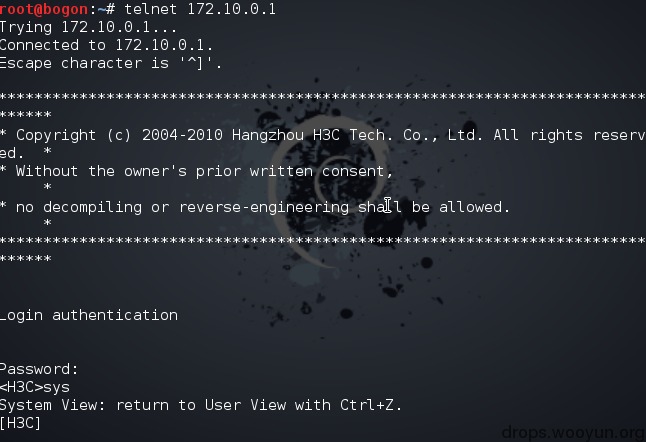 root@bogon:~# telnet 172.10.0.1
Trying 172.10.0.1...
Connected to 172.10.0.1.
Escape character is '^]'.
*************************************************************************
******
* Copyright (c) 2004-2010 Hangzhou H3C Tech. Co., Ltd. All rights reserv
ed.  *
* Without the owner's prior written consent,
     *
* no decompiling or reverse-engineering shall be allowed.
     *
*************************************************************************
******
Login authentication
Password:
<H3C>sys
System View: return to User View with Ctrl+Z.
[H3C]
drops.wooyun.org